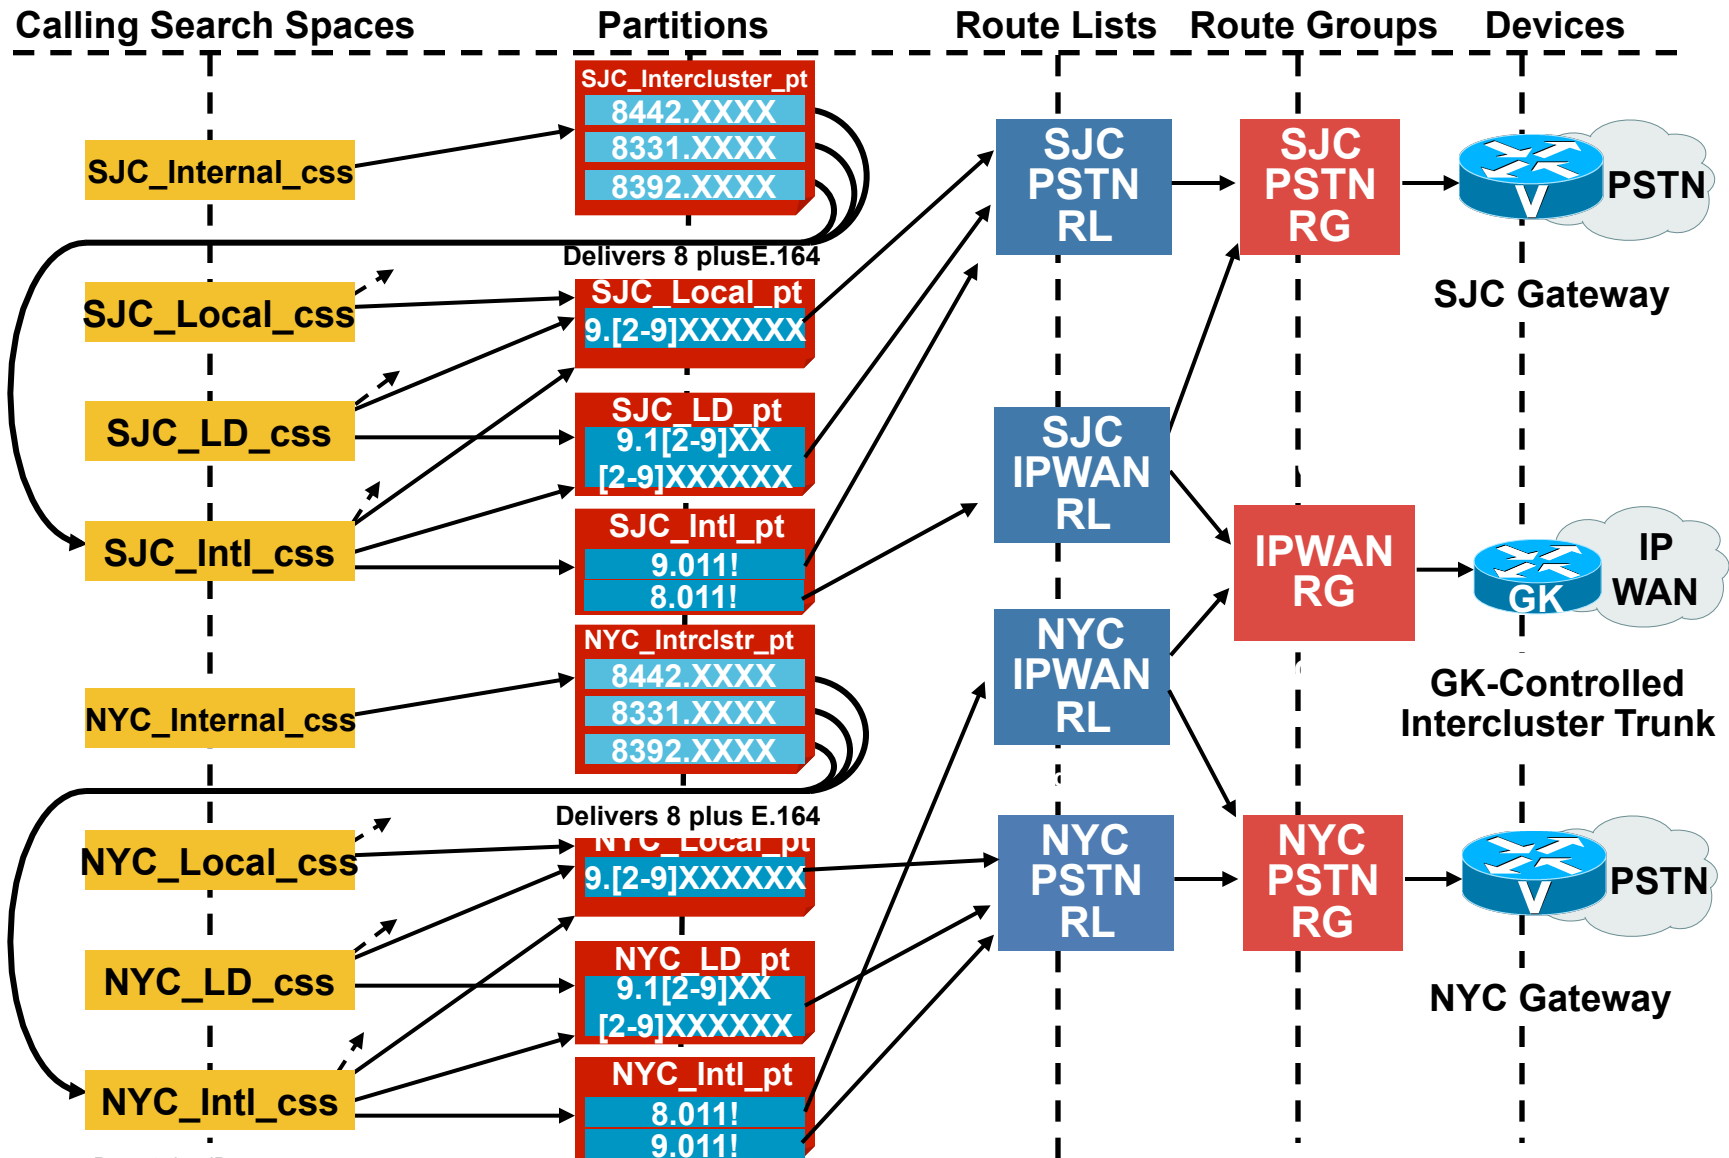 Calling Search Spaces
Partitions
Route Lists
Route Groups
Devices
SJC_Intercluster_pt
8442.XXXX
8331.XXXX
8392.XXXX
SJC_Internal_css
SJC
PSTN
RL
SJC
PSTN
RG
V
PSTN
Delivers 8 plusE.164
SJC Gateway
SJC_Local_css
SJC_Local_pt
9.[2-9]XXXXXX
SJC_LD_css
SJC_LD_pt
9.1[2-9]XX
[2-9]XXXXXX
SJC
IPWAN
RL
SJC_Intl_css
SJC_Intl_pt
9.011!
8.011!
IPWAN
RG
GK
IP
WAN
NYC_Internal_css
NYC_Intrclstr_pt
8442.XXXX
8331.XXXX
8392.XXXX
NYC
IPWAN
RL
GK-Controlled
Intercluster Trunk
Delivers 8 plus E.164
NYC_Local_css
NYC_Local_pt
9.[2-9]XXXXXX
NYC
PSTN
RL
NYC
PSTN
RG
V
PSTN
NYC Gateway
NYC_LD_css
NYC_LD_pt
9.1[2-9]XX
[2-9]XXXXXX
NYC_Intl_css
NYC_Intl_pt
8.011!
9.011!